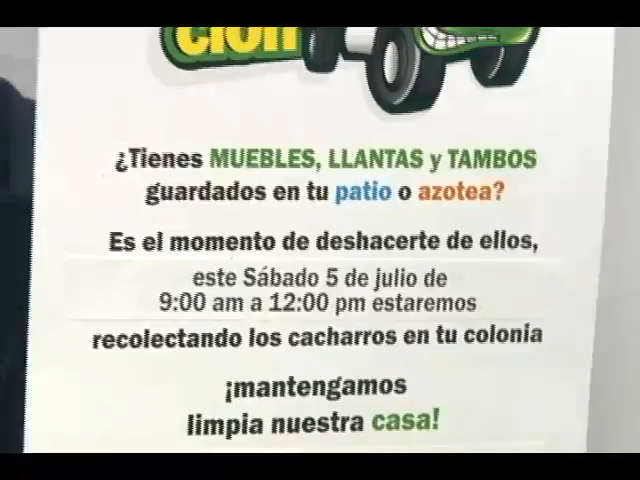 ción
¿Tienes MUEBLES, LLANTAS y TAMBOS
guardados en tu patio o azotea?
Es el momento de deshacerte de ellos,
este Sábado 5 de julio de
9:00 am a 12:00 pm estaremos
recolectando los cacharros en tu colonia
¡mantengamos
limpia nuestra casa!